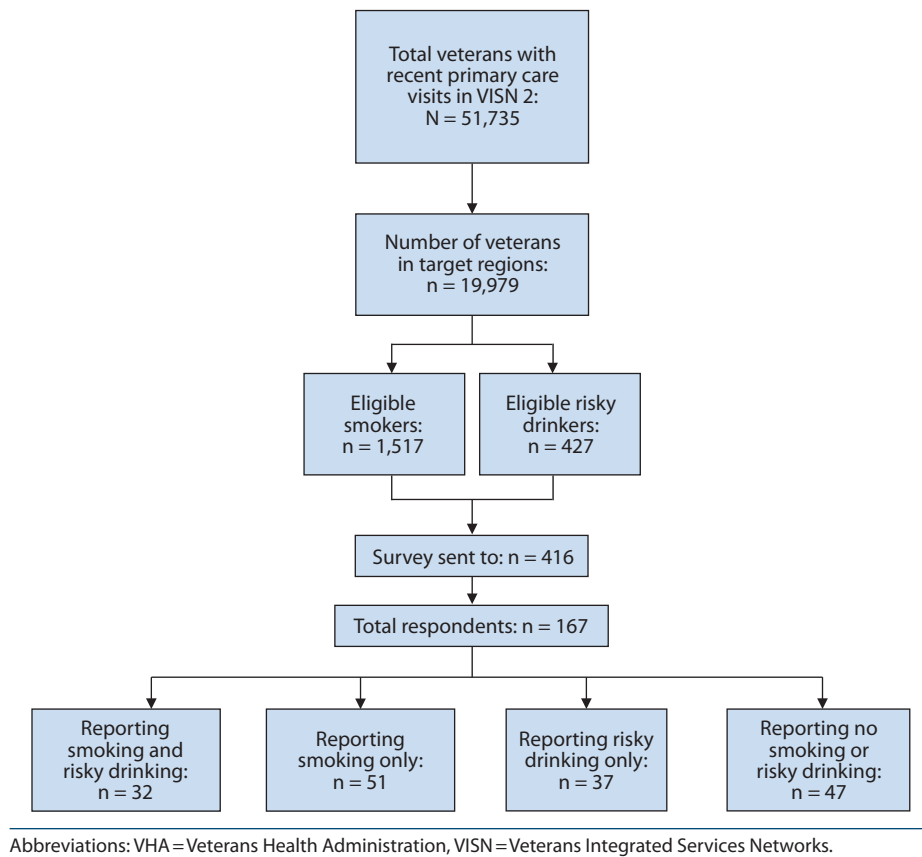 Total veterans with
recent primary care
visits in VISN 2:
N = 51,735
Number of veterans
in target regions:
n = 19,979
Eligible
smokers:
n = 1,517
Eligible risky
drinkers:
n = 427
Survey sent to: n = 416
Total respondents: n = 167
Reporting
smoking and
risky drinking:
n = 32
Reporting
smoking only:
n = 51
Reporting risky
drinking only:
n = 37
Reporting no
smoking or
risky drinking:
n = 47
Abbreviations: VHA = Veterans Health Administration, VISN = Veterans Integrated Services Networks.